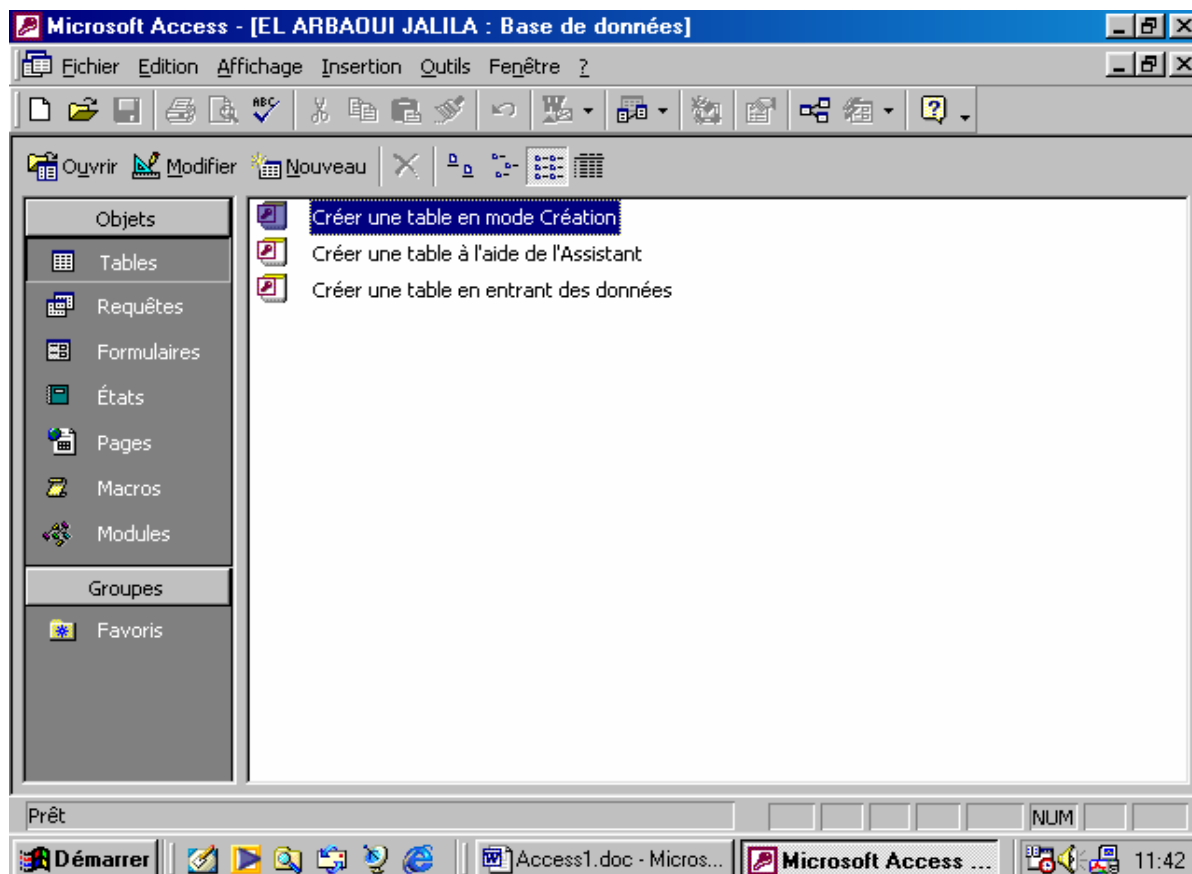 Microsoft Access - [EL ARBAOUI JALILA : Base de données]
Fichier Edition Affichage Insertion Outils Fenêtre ?
Ouvrir Modifier Nouveau
Objets
Tables
Requêtes
Formulaires
États
Pages
Macros
Modules
Groupes
Favoris
Créer une table en mode Création
Créer une table à l'aide de l'Assistant
Créer une table en entrant des données
Prêt
NUM
Démarrer
Access1.doc - Micros...
Microsoft Access ...
11:42